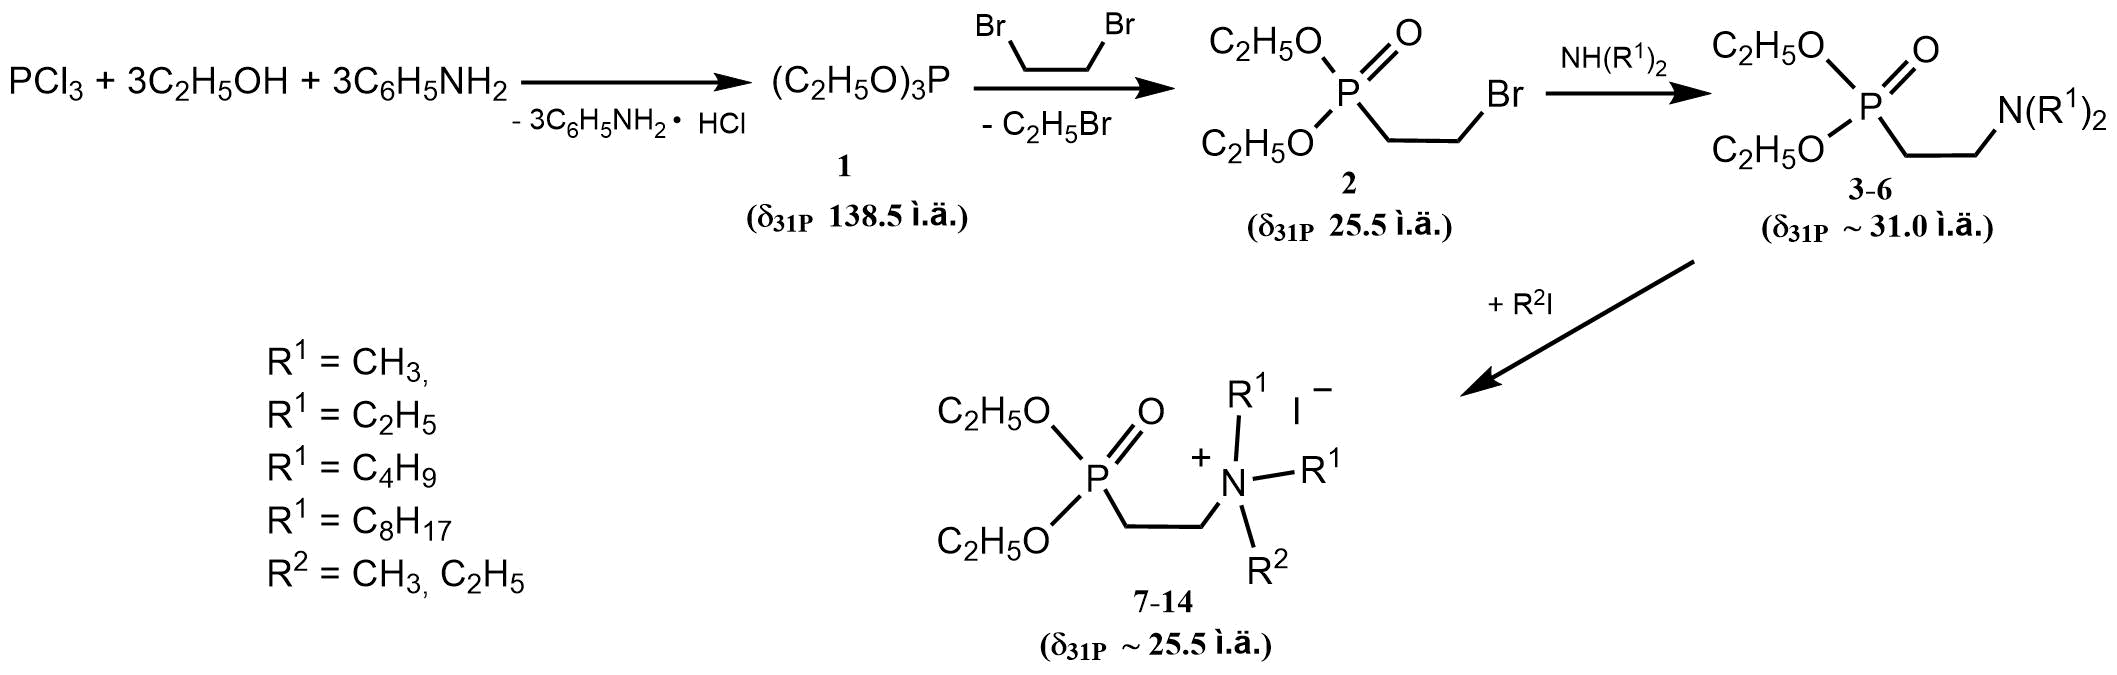 PCl3 + 3C2H5OH + 3C6H5NH2
- 3C6H5NH2 • HCl
(C2H5O)3P
1
(δ31P 138.5 ì.ä.)
Br
Br
- C2H5Br
C2H5O
O
P
Br
C2H5O
2
(δ31P 25.5 ì.ä.)
NH(R1)2
C2H5O
O
P
N(R1)2
C2H5O
3-6
(δ31P ~ 31.0 ì.ä.)
+ R2I
R1 = CH3,
R1 = C2H5
R1 = C4H9
R1 = C8H17
R2 = CH3, C2H5
C2H5O
O
R1
I −
P
+
N
R1
C2H5O
R2
7-14
(δ31P ~ 25.5 ì.ä.)